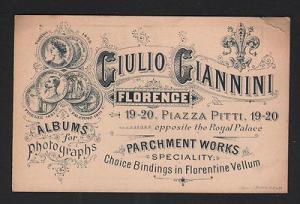 GIULIO GIANNINI
FLORENCE
19-20, PIAZZA PITTI, 19-20
opposite the Royal Palace
ALBUMS
for
Photographs
PARCHMENT WORKS
SPECIALITY:
Choice Bindings in Florentine Vellum